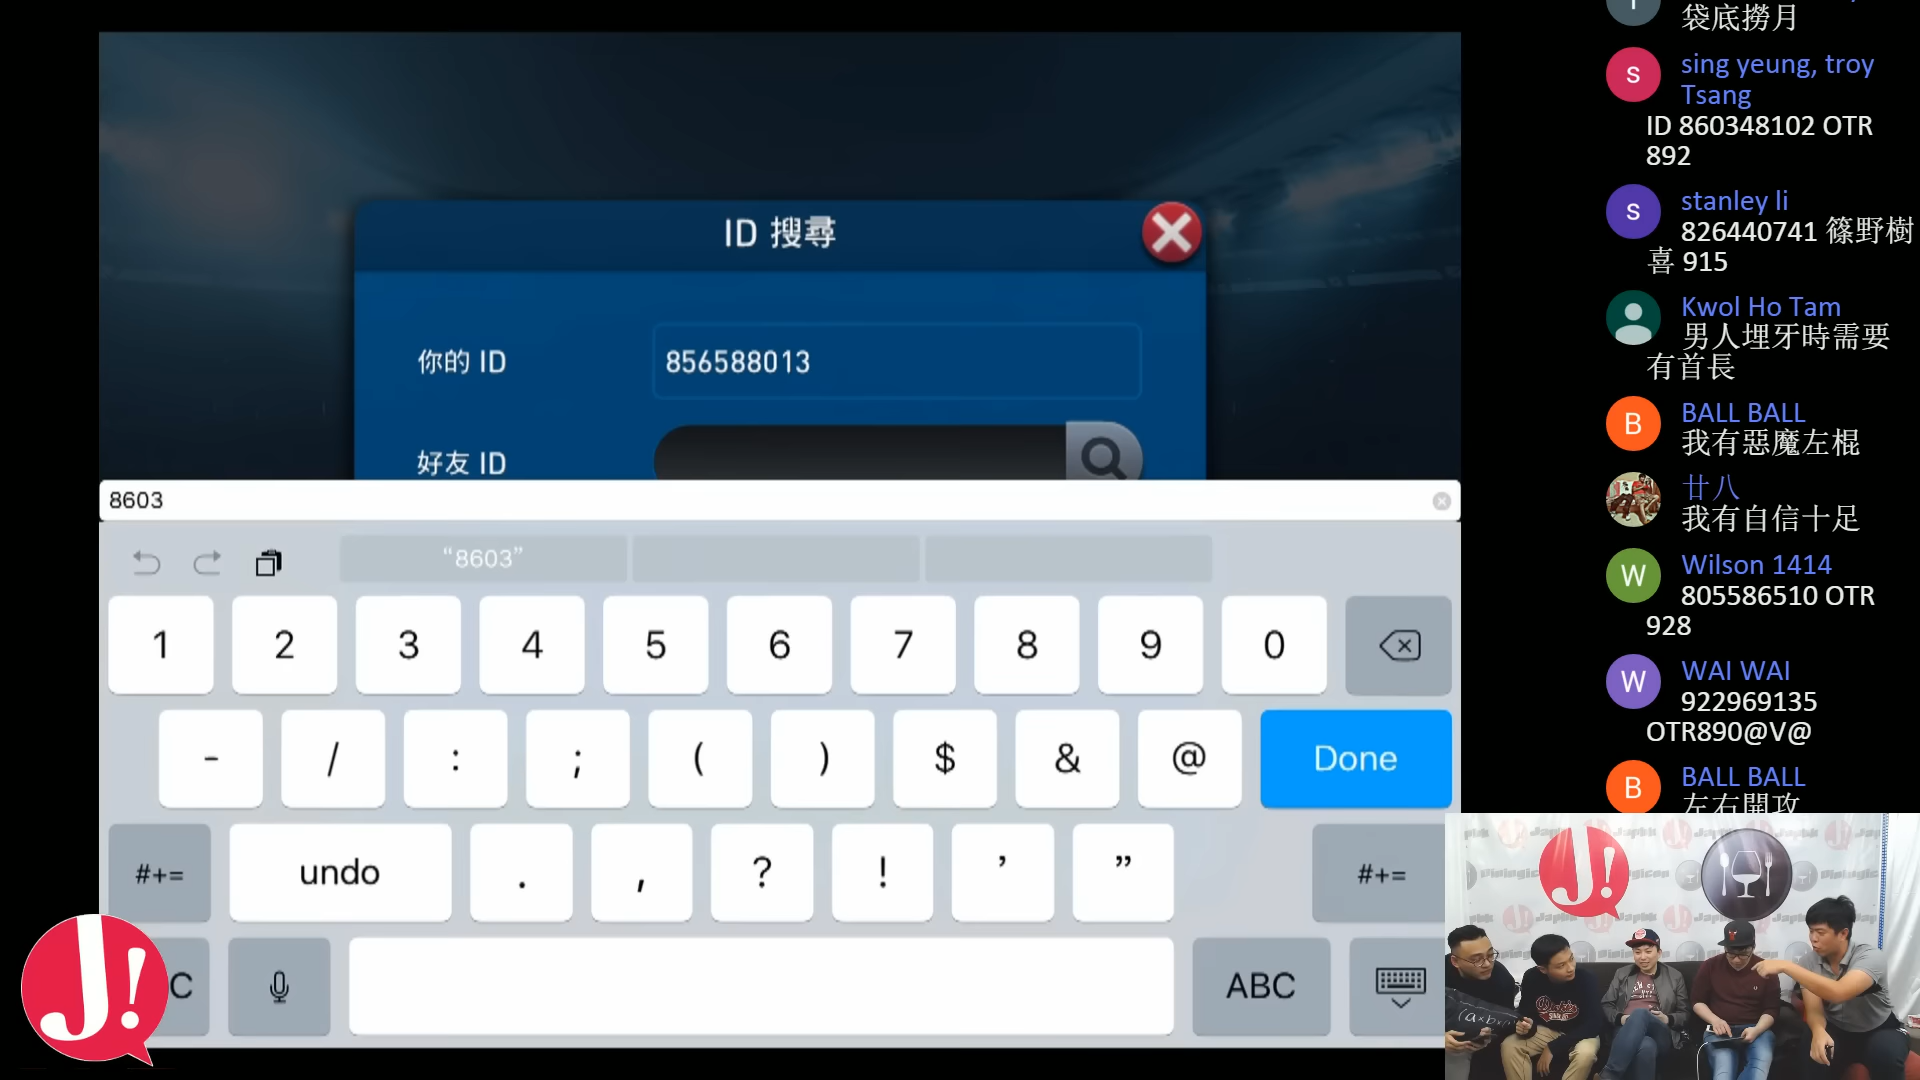 ID 搜尋
你的 ID
856588013
好友 ID
8603
“8603”
1 2 3 4 5 6 7 8 9 0
- / : ; ( ) $ & @ Done
#+= undo . , ? ! ’ ” #+=
C ABC
J!
袋底撈月
S
sing yeung, troy
Tsang
ID 860348102 OTR
892
S
stanley li
826440741 篠野樹
喜 915
Kwol Ho Tam
男人埋牙時需要
有首長
B
BALL BALL
我有惡魔左棍
廿八
我有自信十足
W
Wilson 1414
805586510 OTR
928
W
WAI WAI
922969135
OTR890@V@
B
BALL BALL
左右開攻
J!